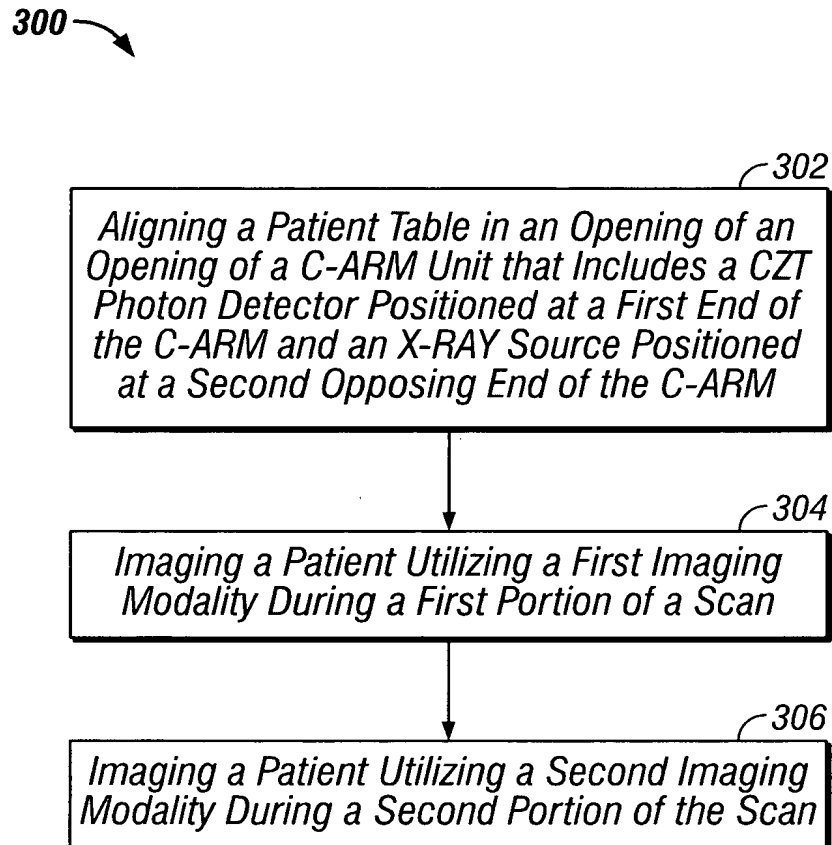 300
302
Aligning a Patient Table in an Opening of an
Opening of a C-ARM Unit that Includes a CZT
Photon Detector Positioned at a First End of
the C-ARM and an X-RAY Source Positioned
at a Second Opposing End of the C-ARM
304
Imaging a Patient Utilizing a First Imaging
Modality During a First Portion of a Scan
306
Imaging a Patient Utilizing a Second Imaging
Modality During a Second Portion of the Scan